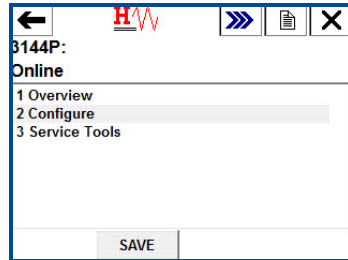 H
3144P:
Online
1 Overview
2 Configure
3 Service Tools
SAVE